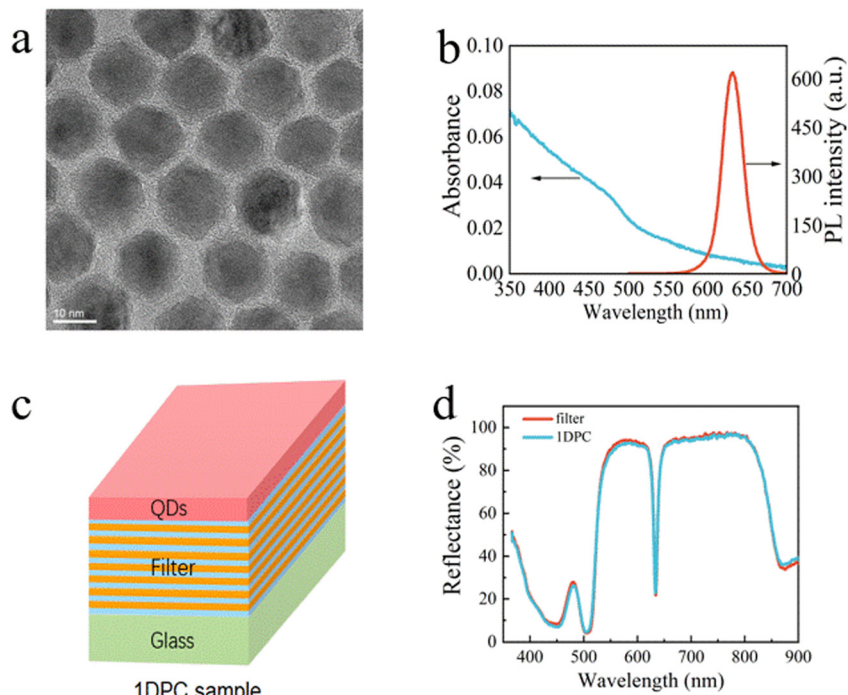 a
10 nm
b
0.10
0.08
0.06
0.04
0.02
0.00
Absorbance
600
450
300
150
0
PL intensity (a.u.)
350 400 450 500 550 600 650 700
Wavelength (nm)
c
QDs
Filter
Glass
1DPC sample
d
filter
1DPC
100
80
60
40
20
0
Reflectance (%)
400 500 600 700 800 900
Wavelength (nm)